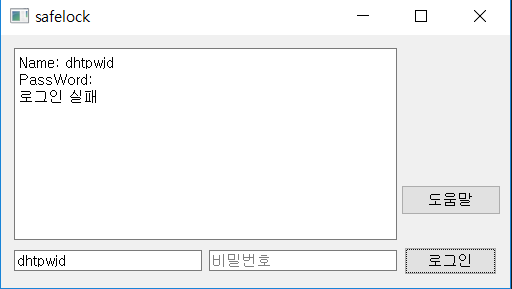 safelock
Name: dhtpwjd
PassWord:
로그인 실패
도움말
dhtpwjd
비밀번호
로그인